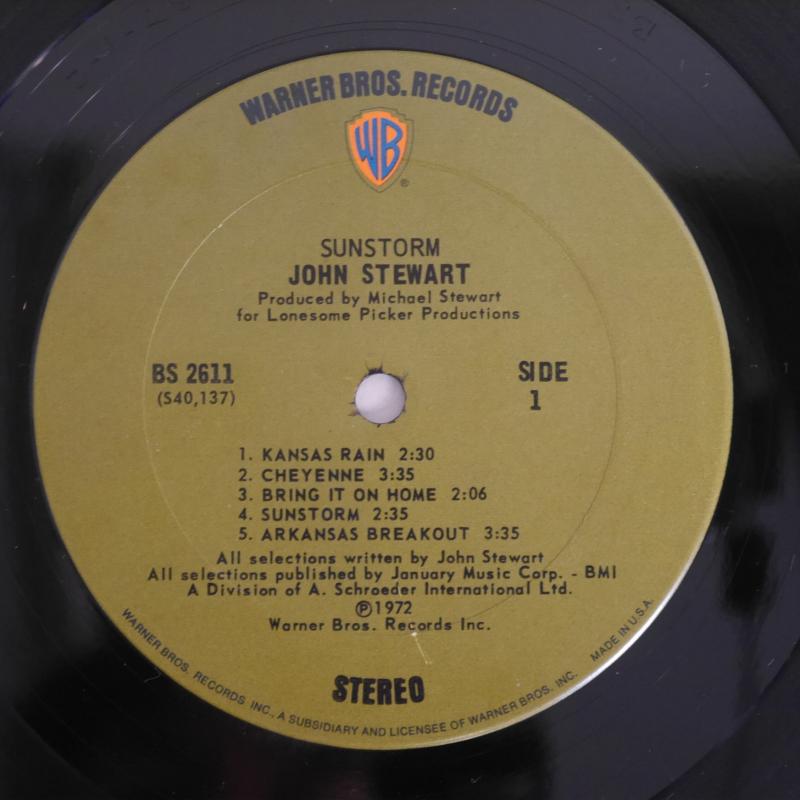 WARNER BROS. RECORDS
WB
®
SUNSTORM
JOHN STEWART
Produced by Michael Stewart
for Lonesome Picker Productions
BS 2611
(S40,137)
SIDE
1
1. KANSAS RAIN 2:30
2. CHEYENNE 3:35
3. BRING IT ON HOME 2:06
4. SUNSTORM 2:35
5. ARKANSAS BREAKOUT 3:35
All selections written by John Stewart
All selections published by January Music Corp. - BMI
A Division of A. Schroeder International Ltd.
℗1972
Warner Bros. Records Inc.
STEREO
WARNER BROS. RECORDS INC., A SUBSIDIARY AND LICENSEE OF WARNER BROS. INC. MADE IN U.S.A.